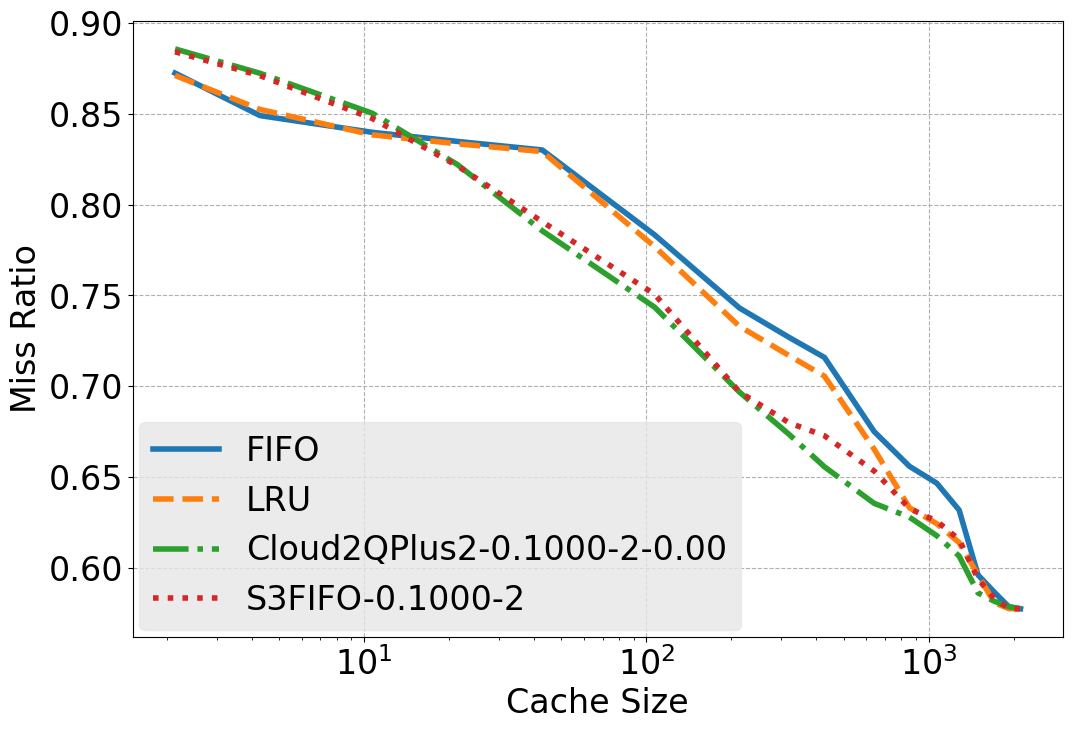 0.90
0.85
0.80
0.75
0.70
0.65
0.60
Miss Ratio
FIFO
LRU
Cloud2QPlus2-0.1000-2-0.00
S3FIFO-0.1000-2
10¹
10²
10³
Cache Size